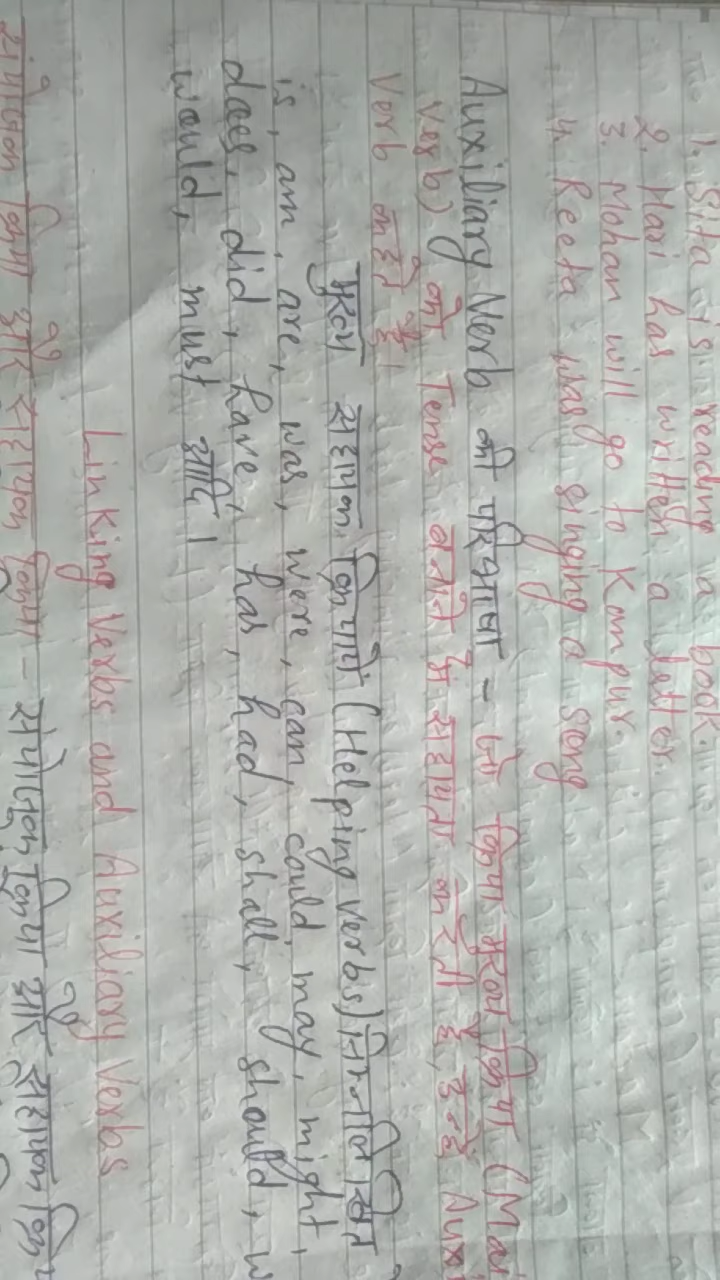 1. Sita is reading a book.
2. Hari has written a letter.
3. Mohan will go to Kanpur.
4. Reeta was singing a song
Auxiliary Verb की परिभाषा - जो क्रिया मुख्य क्रिया (Mai
verb) को Tense बनाने में सहायता करती है, उन्हें Auxi
verb कहते हैं।
मुख्य सहायक क्रियायें (Helping verbs) निम्नलिखित
is, am, are, was, were, can, could, may, might,
does, did, have, has, had, shall, should, w
would, must आदि।
Linking Verbs and Auxiliary Verbs
संयोजन क्रिया और सहायक क्रिया - संयोजक क्रिया और सहायक क्रि